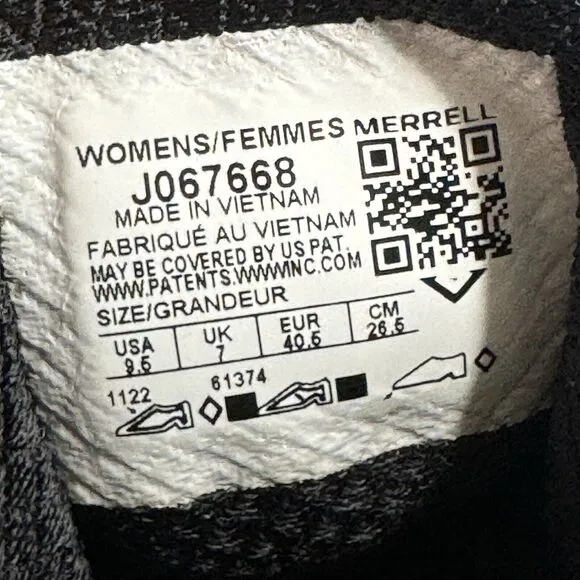 WOMENS/FEMMES MERRELL
J067668
MADE IN VIETNAM
FABRIQUÉ AU VIETNAM
MAY BE COVERED BY US PAT.
WWW.PATENTS.WWWINC.COM
SIZE/GRANDEUR
USA UK EUR CM
9.5 7 40.5 26.5
1122 61374